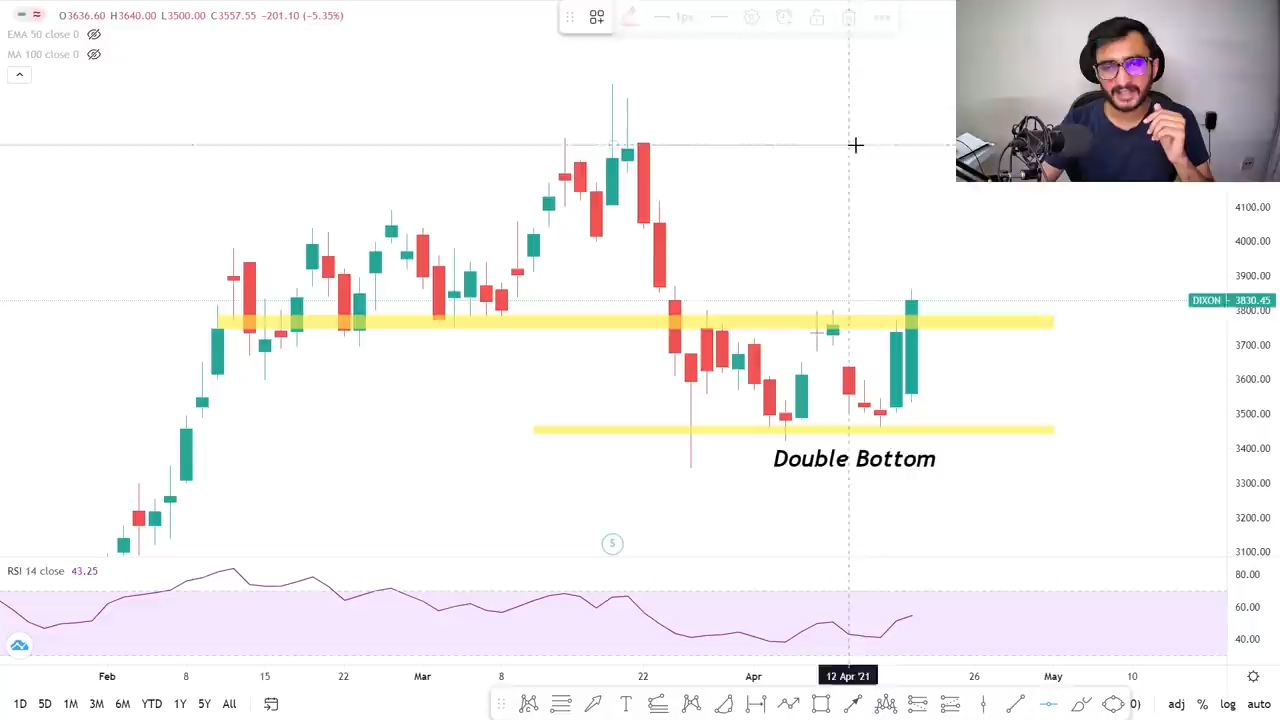 O3636.60 H3640.00 L3500.00 C3557.55 −201.10 (−5.35%)
1px
EMA 50 close 0
MA 100 close 0
4100.00
4000.00
3900.00
DIXON 3830.45
3800.00
3700.00
3600.00
3500.00
3400.00
3300.00
3200.00
3100.00
Double Bottom
S
RSI 14 close 43.25
80.00
60.00
40.00
Feb 8 15 22 Mar 8 22 Apr 12 Apr '21 26 May 10
1D 5D 1M 3M 6M YTD 1Y 5Y All
T
0) adj % log auto